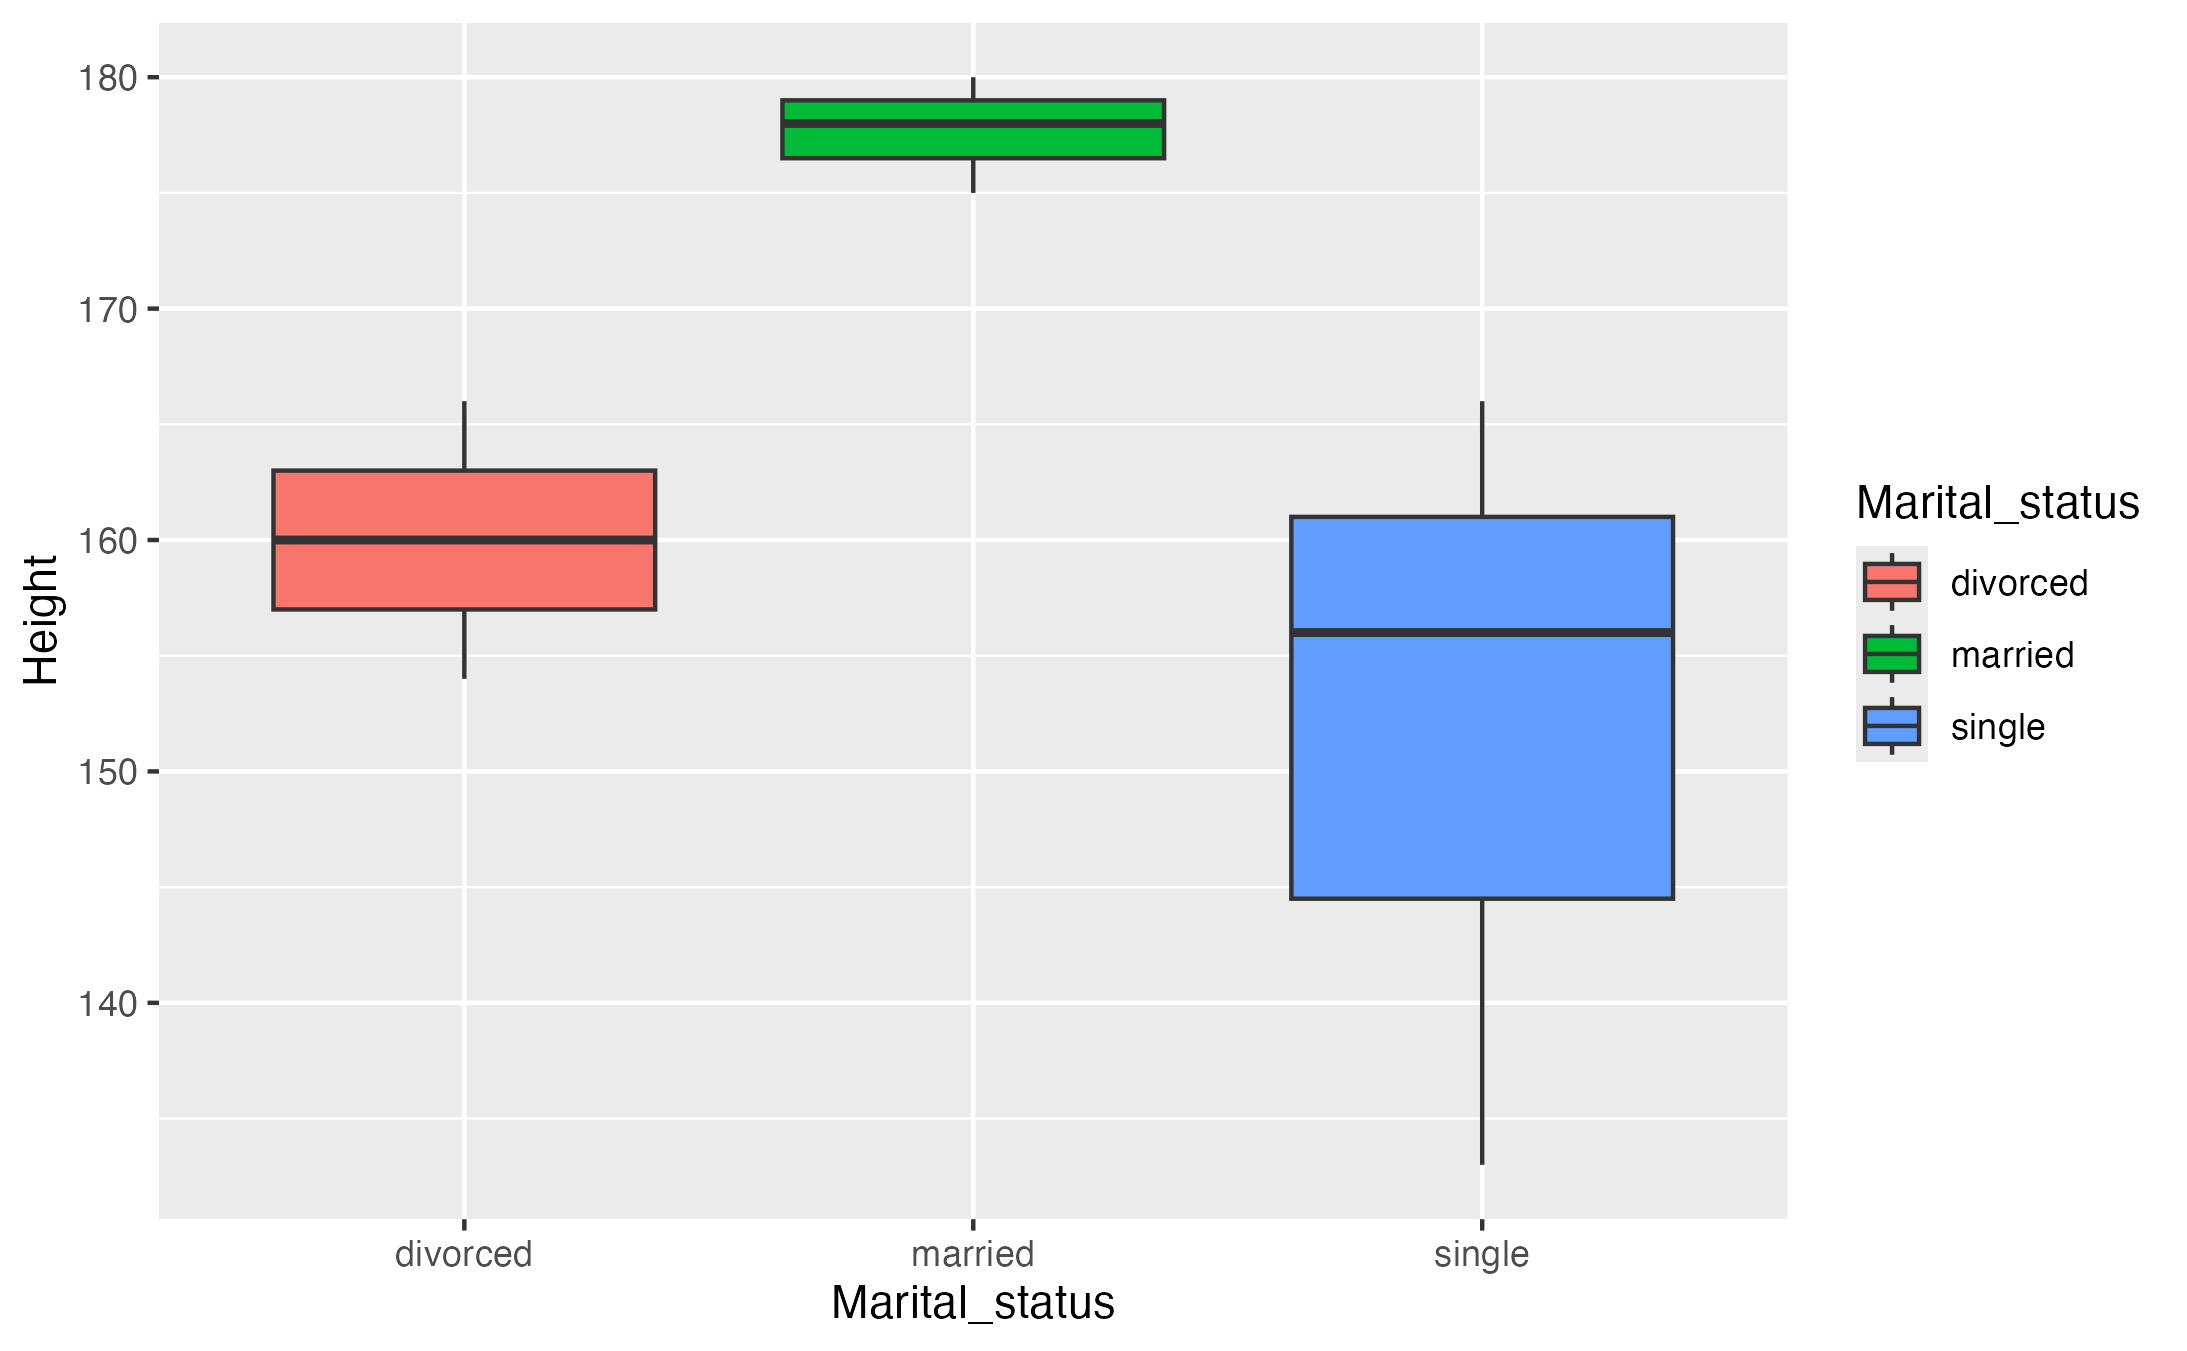 180
170
160
150
140
Height
divorced
married
single
Marital_status
Marital_status
divorced
married
single